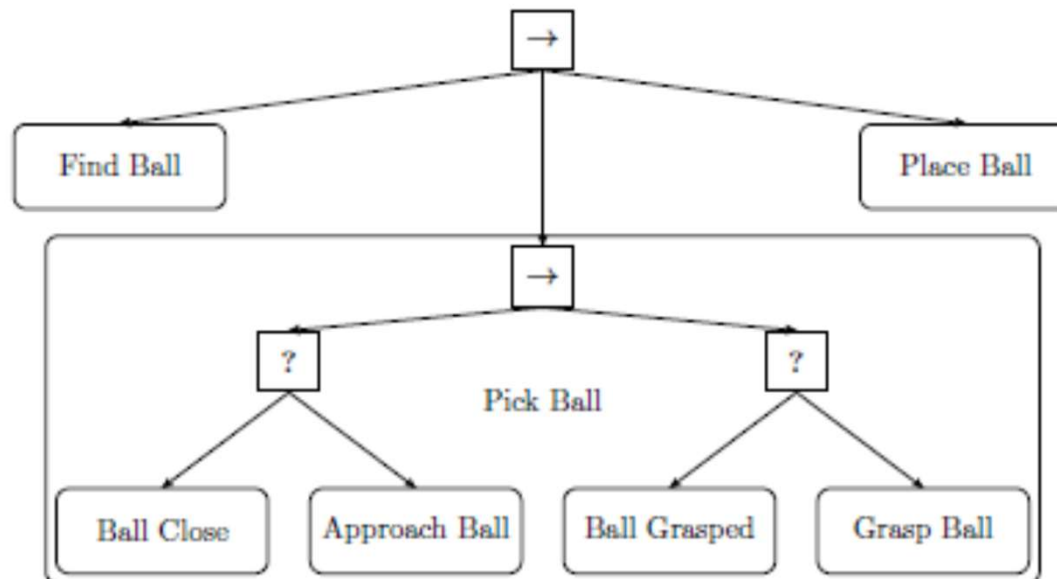 →
Find Ball
Place Ball
→
?
?
Pick Ball
Ball Close
Approach Ball
Ball Grasped
Grasp Ball